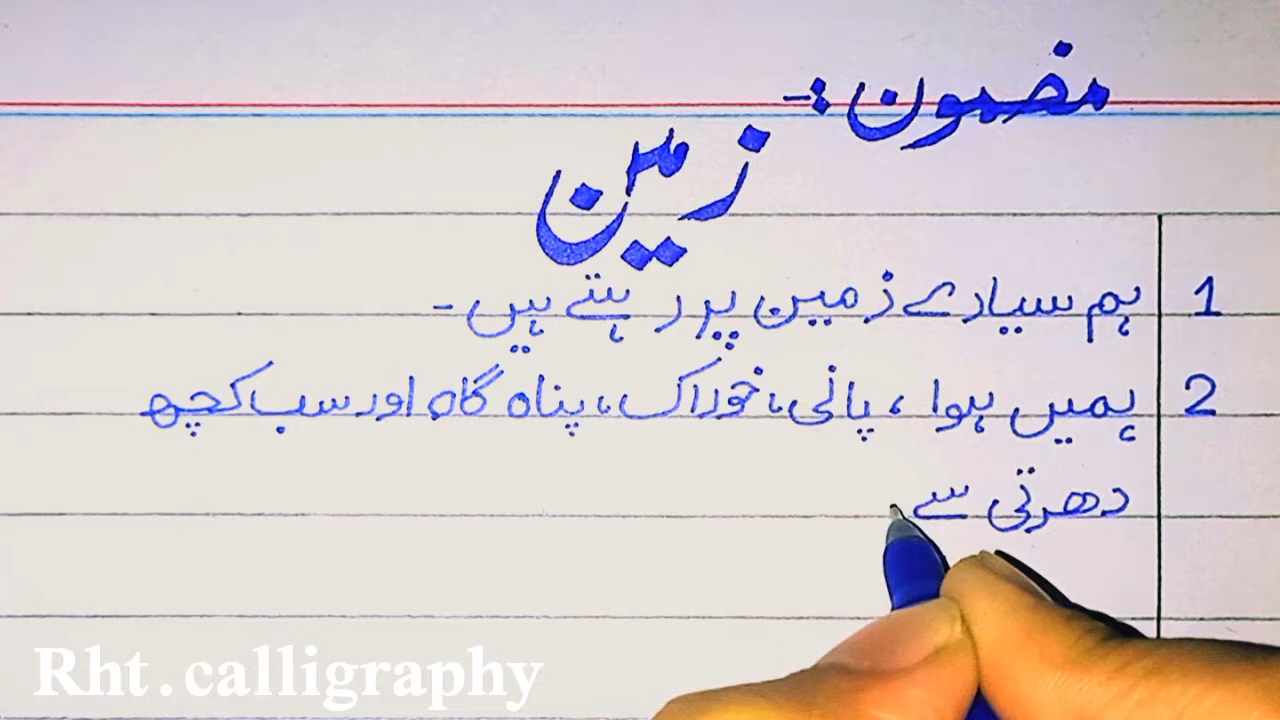 مضمون:-
زمین
1 ہم سیارے زمین پر رہتے ہیں-
2 ہمیں ہوا، پانی، خوراک، پناہ گاہ اور سب کچھ
دھرتی سے
Rht.calligraphy